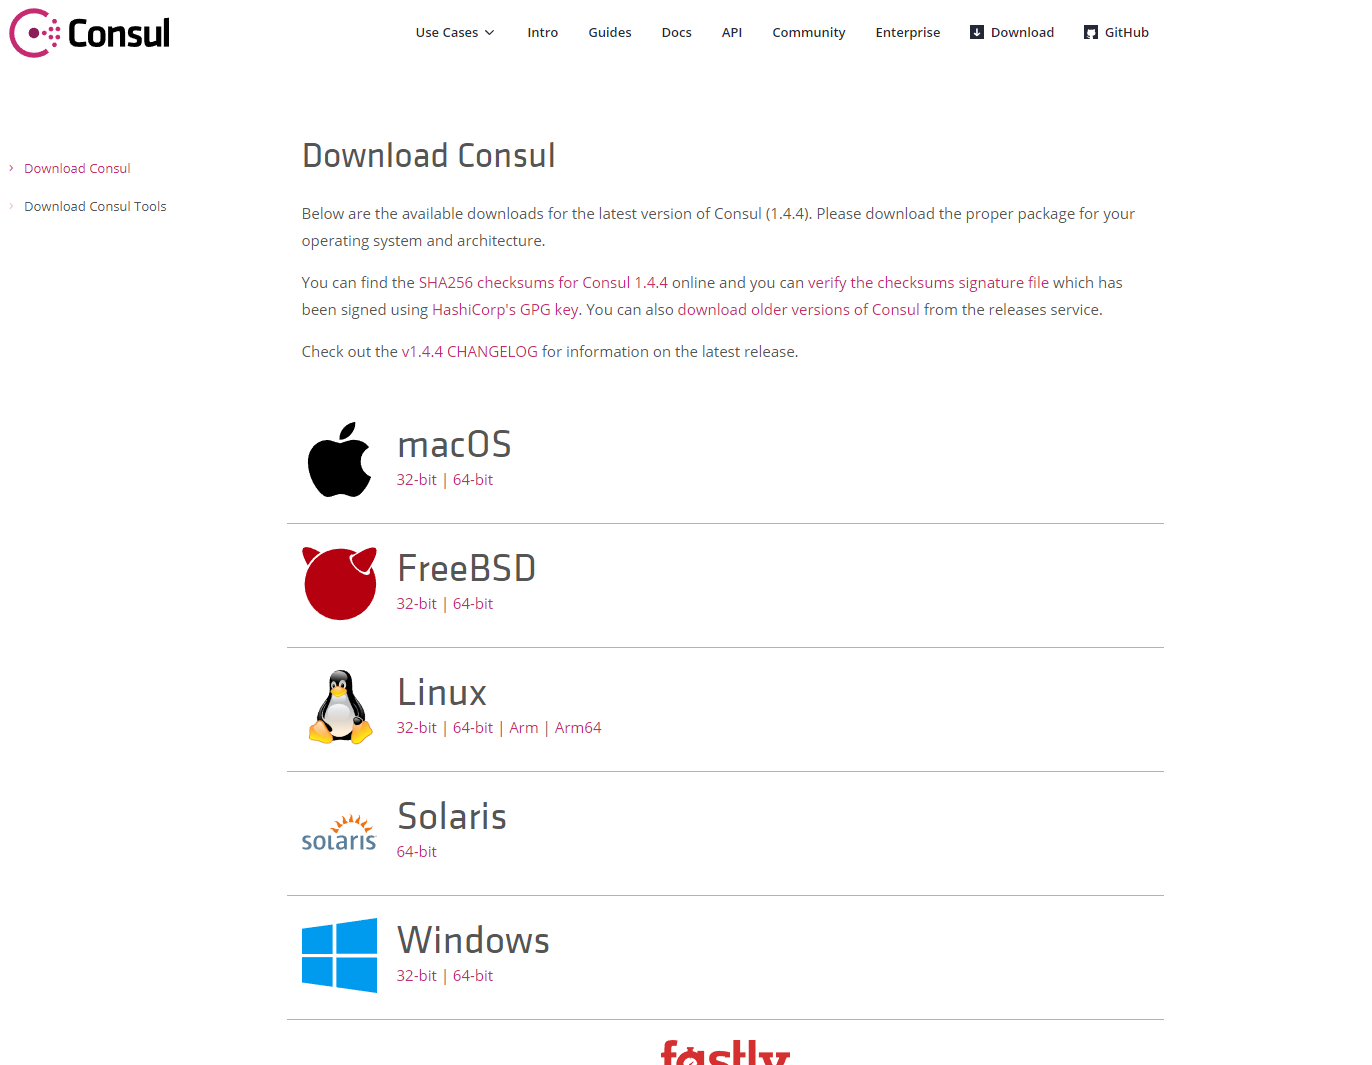 Consul
Use Cases Intro Guides Docs API Community Enterprise Download GitHub
Download Consul
Download Consul Tools
Download Consul
Below are the available downloads for the latest version of Consul (1.4.4). Please download the proper package for your
operating system and architecture.
You can find the SHA256 checksums for Consul 1.4.4 online and you can verify the checksums signature file which has
been signed using HashiCorp's GPG key. You can also download older versions of Consul from the releases service.
Check out the v1.4.4 CHANGELOG for information on the latest release.
macOS
32-bit | 64-bit
FreeBSD
32-bit | 64-bit
Linux
32-bit | 64-bit | Arm | Arm64
solaris
Solaris
64-bit
Windows
32-bit | 64-bit
fastly